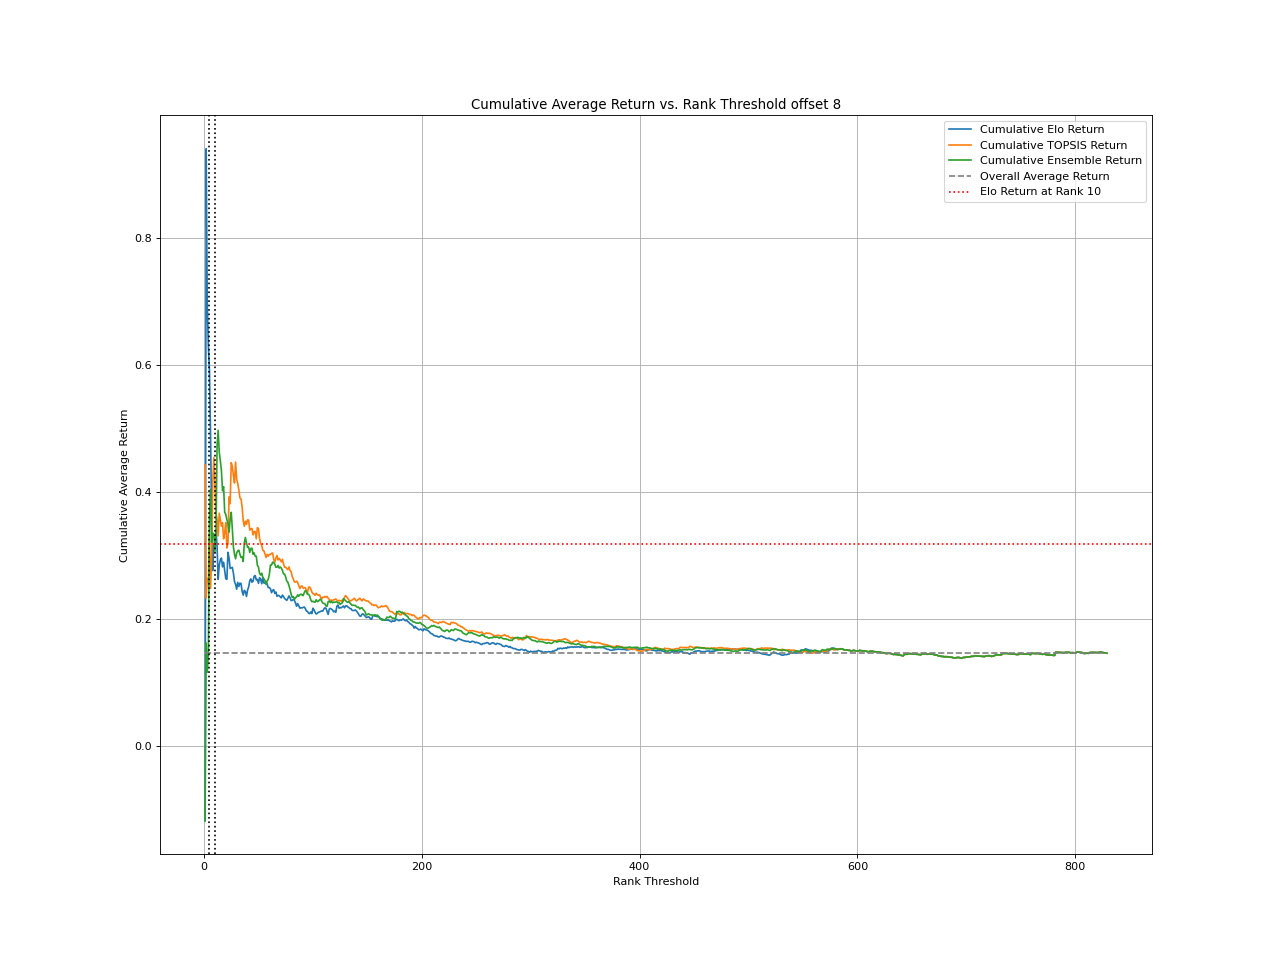 Cumulative Average Return vs. Rank Threshold offset 8
Cumulative Elo Return
Cumulative TOPSIS Return
Cumulative Ensemble Return
Overall Average Return
Elo Return at Rank 10
Cumulative Average Return
0.8
0.6
0.4
0.2
0.0
0
200
400
600
800
Rank Threshold